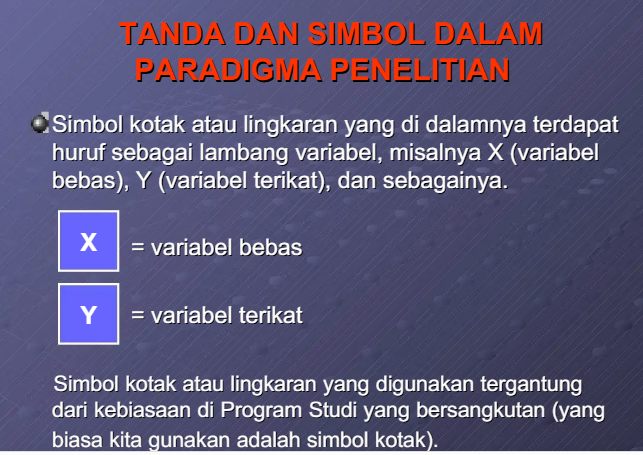 TANDA DAN SIMBOL DALAM
PARADIGMA PENELITIAN
Simbol kotak atau lingkaran yang di dalamnya terdapat
huruf sebagai lambang variabel, misalnya X (variabel
bebas), Y (variabel terikat), dan sebagainya.
X = variabel bebas
Y = variabel terikat
Simbol kotak atau lingkaran yang digunakan tergantung
dari kebiasaan di Program Studi yang bersangkutan (yang
biasa kita gunakan adalah simbol kotak).